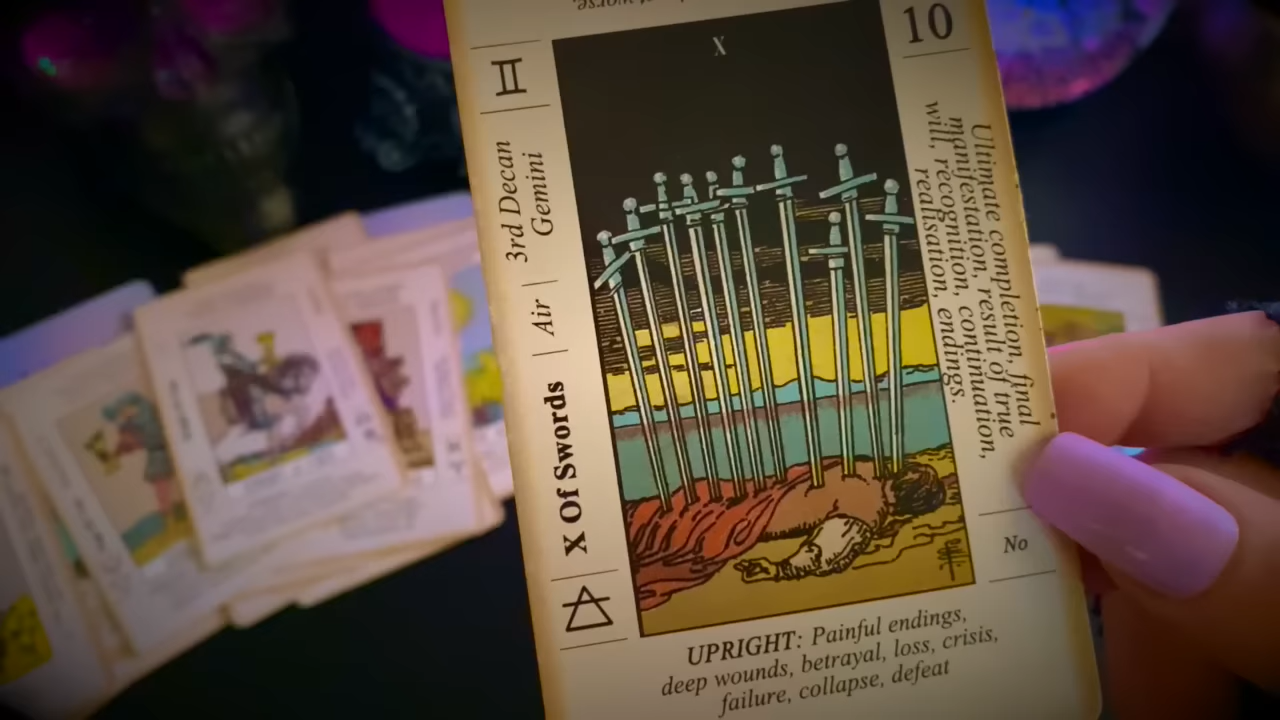 worse.
10
X
3rd Decan
Gemini
Air
X Of Swords
Ultimate completion, final
manifestation, result of true
will, recognition, continuation,
realisation, endings.
No
UPRIGHT: Painful endings,
deep wounds, betrayal, loss, crisis,
failure, collapse, defeat